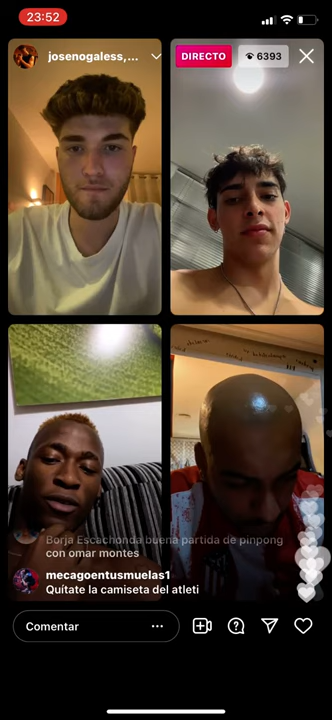 23:52
josenogaless,...
DIRECTO
6393
Borja Escachonda buena partida de pinpong
con omar montes
mecagoentusmuelas1
Quítate la camiseta del atleti
Comentar